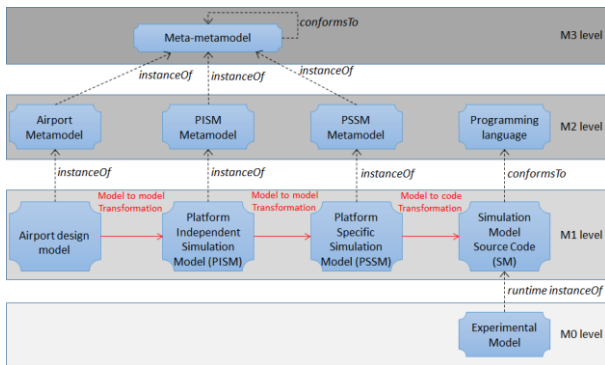 conformsTo
Meta-metamodel
M3 level
instanceOf
instanceOf
instanceOf
Airport
Metamodel
PISM
Metamodel
PSSM
Metamodel
Programming
language
M2 level
instanceOf
instanceOf
instanceOf
conformsTo
Model to model
Transformation
Model to model
Transformation
Model to code
Transformation
Airport design
model
Platform
Independent
Simulation
Model (PISM)
Platform
Specific
Simulation
Model (PSSM)
Simulation
Model
Source Code
(SM)
M1 level
runtime instanceOf
Experimental
Model
M0 level